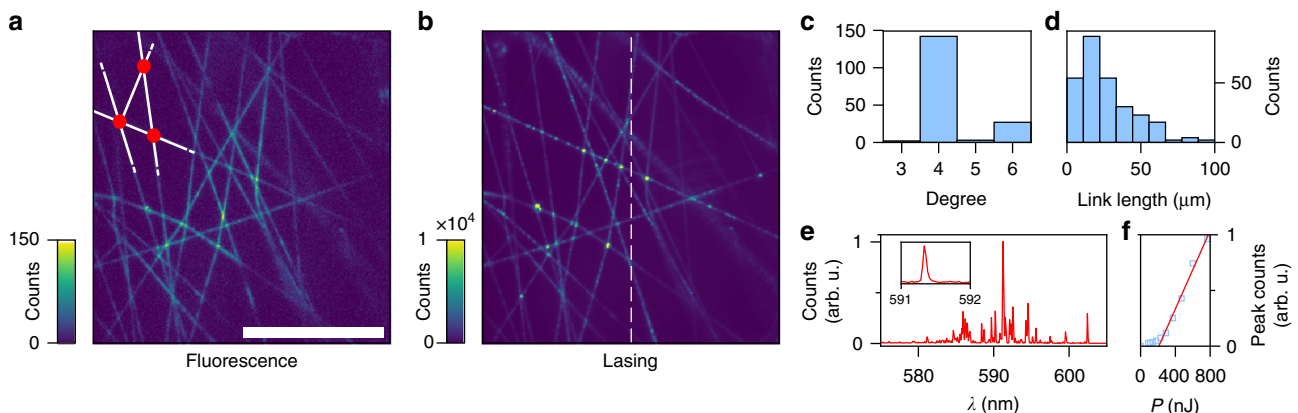 a
150
Counts
0
Fluorescence
b
1
×10⁴
Counts
0
Lasing
c
150
100
50
0
Counts
3 4 5 6
Degree
d
50
0
Counts
0 50 100
Link length (μm)
e
1
0
Counts
(arb. u.)
591 592
580 590 600
λ (nm)
f
1
0
Peak counts
(arb. u.)
0 400 800
P (nJ)